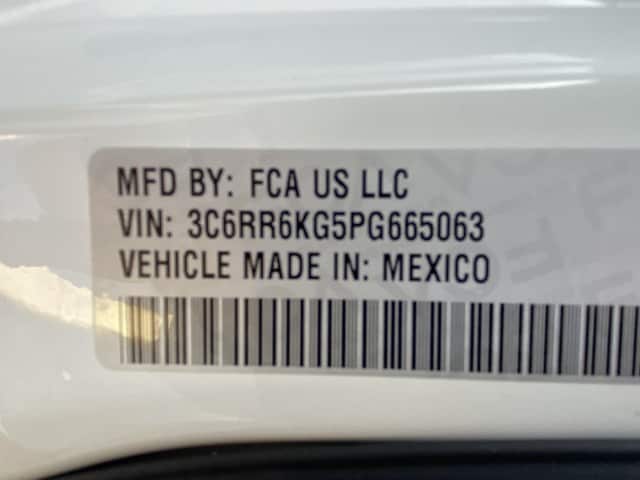 MFD BY: FCA US LLC
VIN: 3C6RR6KG5PG665063
VEHICLE MADE IN: MEXICO